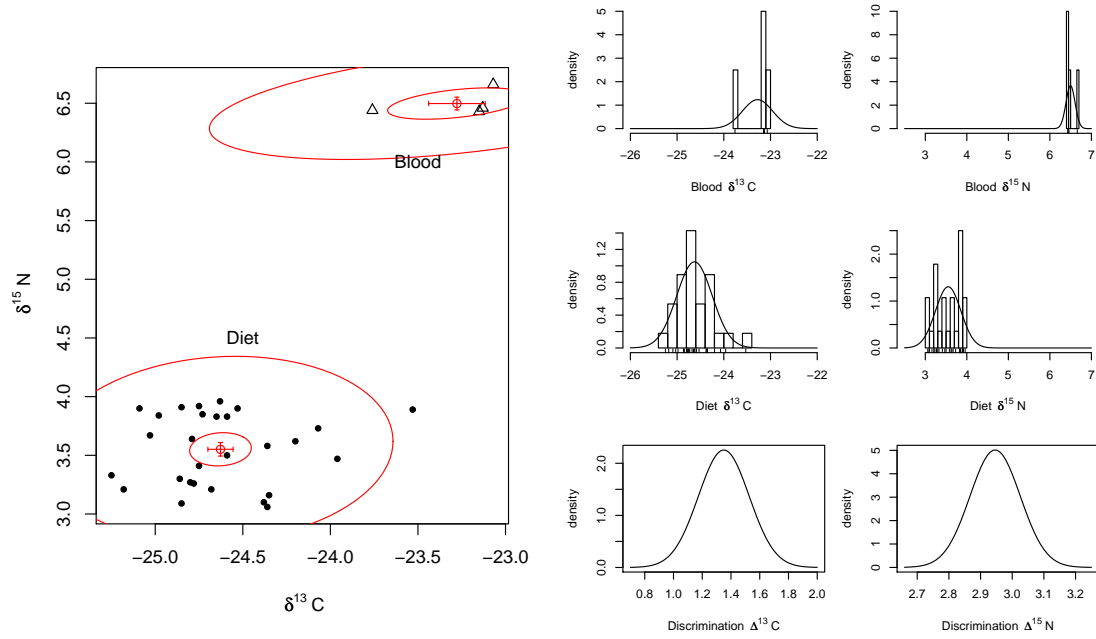 δ15 N
3.0 3.5 4.0 4.5 5.0 5.5 6.0 6.5
Blood
Diet
−25.0 −24.5 −24.0 −23.5 −23.0
δ13 C
density
0 1 2 3 4 5
−26 −25 −24 −23 −22
Blood δ13 C
density
0 2 4 6 8 10
3 4 5 6 7
Blood δ15 N
density
0.0 0.4 0.8 1.2
−26 −25 −24 −23 −22
Diet δ13 C
density
0.0 1.0 2.0
3 4 5 6 7
Diet δ15 N
density
0.0 1.0 2.0
0.8 1.0 1.2 1.4 1.6 1.8 2.0
Discrimination Δ13 C
density
0 1 2 3 4 5
2.7 2.8 2.9 3.0 3.1 3.2
Discrimination Δ15 N